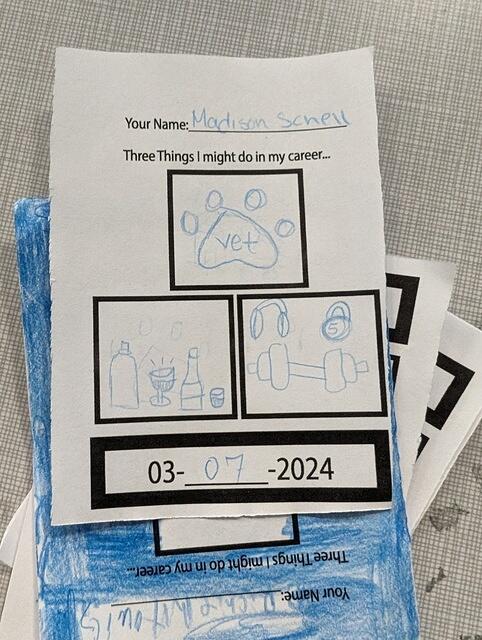 Your Name: Madison Schell
Three Things I might do in my career...
vet
5
03-07-2024
Three Things I might do in my career...
Your Name: